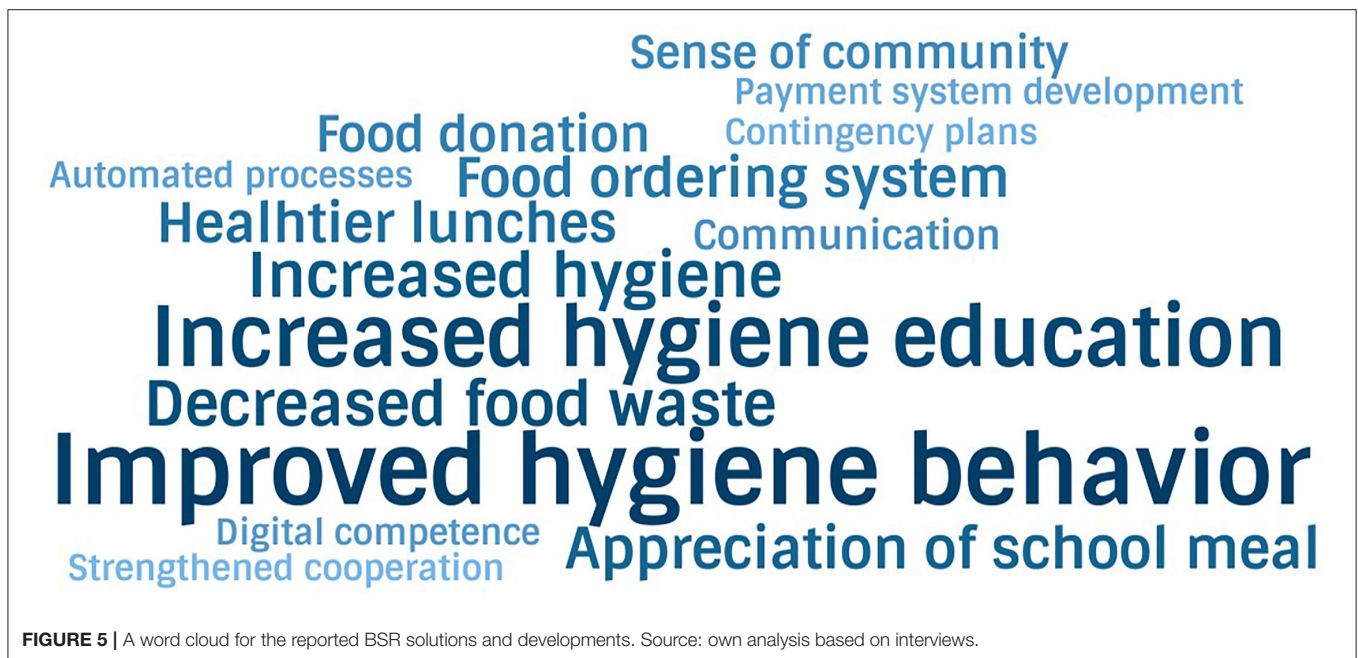 Sense of community
Payment system development
Food donation
Contingency plans
Automated processes
Food ordering system
Healhtier lunches
Communication
Increased hygiene
Increased hygiene education
Decreased food waste
Improved hygiene behavior
Digital competence
Appreciation of school meal
Strengthened cooperation
FIGURE 5 | A word cloud for the reported BSR solutions and developments. Source: own analysis based on interviews.